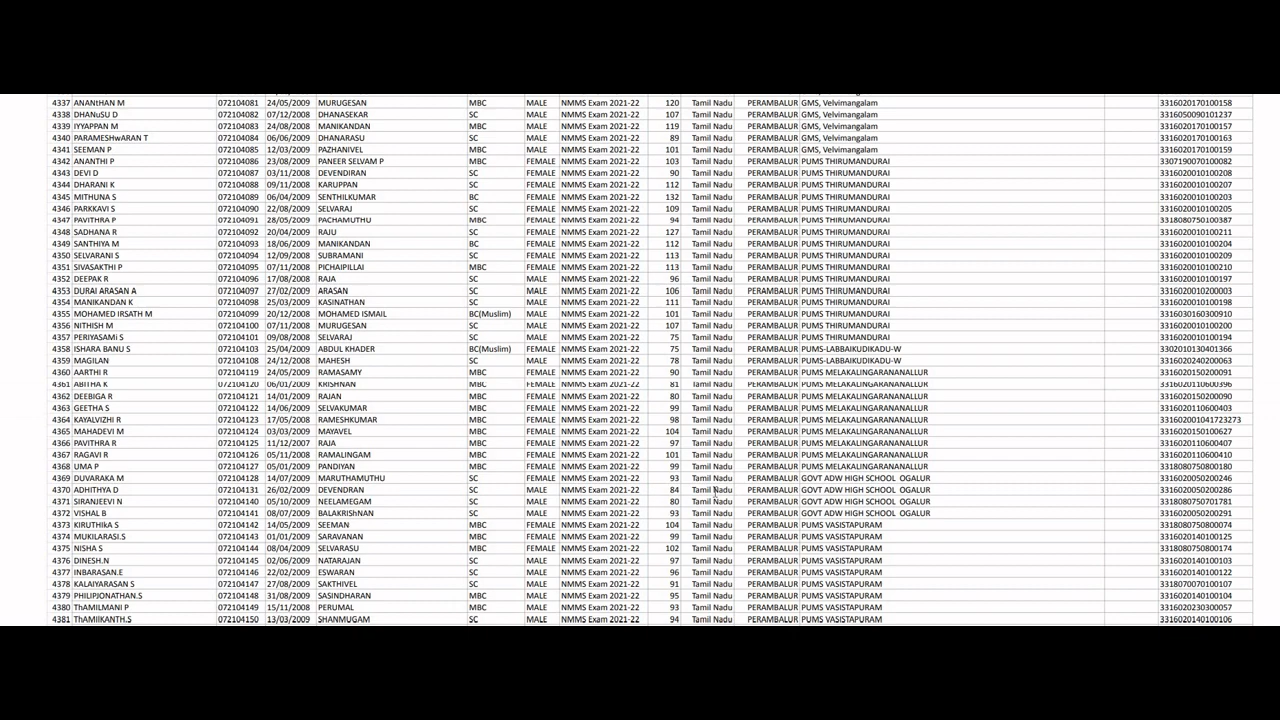 4337 ANANtHAN M 072104081 24/05/2009 MURUGESAN MBC MALE NMMS Exam 2021-22 120 Tamil Nadu PERAMBALUR GMS, Velvimangalam 3316020170100158
4338 DHANuSU D 072104082 07/12/2008 DHANASEKAR SC MALE NMMS Exam 2021-22 107 Tamil Nadu PERAMBALUR GMS, Velvimangalam 3316050090101237
4339 IYYAPPAN M 072104083 24/08/2008 MANIKANDAN MBC MALE NMMS Exam 2021-22 119 Tamil Nadu PERAMBALUR GMS, Velvimangalam 3316020170100157
4340 PARAMESHwARAN T 072104084 06/06/2009 DHANARASU SC MALE NMMS Exam 2021-22 89 Tamil Nadu PERAMBALUR GMS, Velvimangalam 3316020170100163
4341 SEEMAN P 072104085 12/03/2009 PAZHANIVEL MBC MALE NMMS Exam 2021-22 101 Tamil Nadu PERAMBALUR GMS, Velvimangalam 3316020170100159
4342 ANANTHI P 072104086 23/08/2009 PANEER SELVAM P MBC FEMALE NMMS Exam 2021-22 103 Tamil Nadu PERAMBALUR PUMS THIRUMANDURAI 3307190070100082
4343 DEVI D 072104087 03/11/2008 DEVENDIRAN SC FEMALE NMMS Exam 2021-22 90 Tamil Nadu PERAMBALUR PUMS THIRUMANDURAI 3316020010100208
4344 DHARANI K 072104088 09/11/2008 KARUPPAN SC FEMALE NMMS Exam 2021-22 112 Tamil Nadu PERAMBALUR PUMS THIRUMANDURAI 3316020010100207
4345 MITHUNA S 072104089 06/04/2009 SENTHILKUMAR BC FEMALE NMMS Exam 2021-22 132 Tamil Nadu PERAMBALUR PUMS THIRUMANDURAI 3316020010100203
4346 PARKKAVI S 072104090 22/08/2009 SELVARAJ SC FEMALE NMMS Exam 2021-22 109 Tamil Nadu PERAMBALUR PUMS THIRUMANDURAI 3316020010100205
4347 PAVITHRA P 072104091 28/05/2009 PACHAMUTHU MBC FEMALE NMMS Exam 2021-22 94 Tamil Nadu PERAMBALUR PUMS THIRUMANDURAI 3318080750100387
4348 SADHANA R 072104092 20/04/2009 RAJU SC FEMALE NMMS Exam 2021-22 127 Tamil Nadu PERAMBALUR PUMS THIRUMANDURAI 3316020010100211
4349 SANTHIYA M 072104093 18/06/2009 MANIKANDAN BC FEMALE NMMS Exam 2021-22 112 Tamil Nadu PERAMBALUR PUMS THIRUMANDURAI 3316020010100204
4350 SELVARANI S 072104094 12/09/2008 SUBRAMANI SC FEMALE NMMS Exam 2021-22 113 Tamil Nadu PERAMBALUR PUMS THIRUMANDURAI 3316020010100209
4351 SIVASAKTHI P 072104095 07/11/2008 PICHAIPILLAI MBC FEMALE NMMS Exam 2021-22 113 Tamil Nadu PERAMBALUR PUMS THIRUMANDURAI 3316020010100210
4352 DEEPAK R 072104096 17/08/2008 RAJA SC MALE NMMS Exam 2021-22 96 Tamil Nadu PERAMBALUR PUMS THIRUMANDURAI 3316020010100197
4353 DURAI ARASAN A 072104097 27/02/2009 ARASAN SC MALE NMMS Exam 2021-22 106 Tamil Nadu PERAMBALUR PUMS THIRUMANDURAI 3316020010200003
4354 MANIKANDAN K 072104098 25/03/2009 KASINATHAN SC MALE NMMS Exam 2021-22 111 Tamil Nadu PERAMBALUR PUMS THIRUMANDURAI 3316020010100198
4355 MOHAMED IRSATH M 072104099 20/12/2008 MOHAMED ISMAIL BC(Muslim) MALE NMMS Exam 2021-22 101 Tamil Nadu PERAMBALUR PUMS THIRUMANDURAI 3316030160300910
4356 NITHISH M 072104100 07/11/2008 MURUGESAN SC MALE NMMS Exam 2021-22 107 Tamil Nadu PERAMBALUR PUMS THIRUMANDURAI 3316020010100200
4357 PERIYASAMi S 072104101 09/08/2008 SELVARAJ SC MALE NMMS Exam 2021-22 75 Tamil Nadu PERAMBALUR PUMS THIRUMANDURAI 3316020010100194
4358 ISHARA BANU S 072104103 25/04/2009 ABDUL KHADER BC(Muslim) FEMALE NMMS Exam 2021-22 75 Tamil Nadu PERAMBALUR PUMS-LABBAIKUDIKADU-W 3302010130401366
4359 MAGILAN 072104108 24/12/2008 MAHESH SC MALE NMMS Exam 2021-22 78 Tamil Nadu PERAMBALUR PUMS-LABBAIKUDIKADU-W 3316020240200063
4360 AARTHI R 072104119 24/05/2009 RAMASAMY MBC FEMALE NMMS Exam 2021-22 90 Tamil Nadu PERAMBALUR PUMS MELAKALINGARANANALLUR 3316020150200091
4361 ABITHA K 072104120 06/01/2009 KRISHNAN MBC FEMALE NMMS Exam 2021-22 81 Tamil Nadu PERAMBALUR PUMS MELAKALINGARANANALLUR 3316020110600396
4362 DEEBIGA R 072104121 14/01/2009 RAJAN MBC FEMALE NMMS Exam 2021-22 80 Tamil Nadu PERAMBALUR PUMS MELAKALINGARANANALLUR 3316020150200090
4363 GEETHA S 072104122 14/06/2009 SELVAKUMAR MBC FEMALE NMMS Exam 2021-22 99 Tamil Nadu PERAMBALUR PUMS MELAKALINGARANANALLUR 3316020110600403
4364 KAYALVIZHI R 072104123 17/05/2008 RAMESHKUMAR MBC FEMALE NMMS Exam 2021-22 98 Tamil Nadu PERAMBALUR PUMS MELAKALINGARANANALLUR 331602001041723273
4365 MAHADEVI M 072104124 03/03/2009 MAYAVEL MBC FEMALE NMMS Exam 2021-22 104 Tamil Nadu PERAMBALUR PUMS MELAKALINGARANANALLUR 3316020150100627
4366 PAVITHRA R 072104125 11/12/2007 RAJA MBC FEMALE NMMS Exam 2021-22 97 Tamil Nadu PERAMBALUR PUMS MELAKALINGARANANALLUR 3316020110600407
4367 RAGAVI R 072104126 05/11/2008 RAMALINGAM MBC FEMALE NMMS Exam 2021-22 101 Tamil Nadu PERAMBALUR PUMS MELAKALINGARANANALLUR 3316020110600410
4368 UMA P 072104127 05/01/2009 PANDIYAN MBC FEMALE NMMS Exam 2021-22 99 Tamil Nadu PERAMBALUR PUMS MELAKALINGARANANALLUR 3318080750800180
4369 DUVARAKA M 072104128 14/07/2009 MARUTHAMUTHU SC FEMALE NMMS Exam 2021-22 93 Tamil Nadu PERAMBALUR GOVT ADW HIGH SCHOOL OGALUR 3316020050200246
4370 ADHITHYA D 072104131 26/02/2009 DEVENDRAN SC MALE NMMS Exam 2021-22 84 Tamil Nadu PERAMBALUR GOVT ADW HIGH SCHOOL OGALUR 3316020050200286
4371 SIRANJEEVI N 072104140 05/10/2009 NEELAMEGAM SC MALE NMMS Exam 2021-22 80 Tamil Nadu PERAMBALUR GOVT ADW HIGH SCHOOL OGALUR 3318080750701781
4372 VISHAL B 072104141 08/07/2009 BALAKRISHNAN SC MALE NMMS Exam 2021-22 93 Tamil Nadu PERAMBALUR GOVT ADW HIGH SCHOOL OGALUR 3316020050200291
4373 KIRUTHIkA S 072104142 14/05/2009 SEEMAN MBC FEMALE NMMS Exam 2021-22 104 Tamil Nadu PERAMBALUR PUMS VASISTAPURAM 3318080750800074
4374 MUKILARASI.S 072104143 01/01/2009 SARAVANAN MBC FEMALE NMMS Exam 2021-22 99 Tamil Nadu PERAMBALUR PUMS VASISTAPURAM 3316020140100125
4375 NISHA S 072104144 08/04/2009 SELVARASU MBC FEMALE NMMS Exam 2021-22 102 Tamil Nadu PERAMBALUR PUMS VASISTAPURAM 3318080750800174
4376 DINESH.N 072104145 02/06/2009 NATARAJAN SC MALE NMMS Exam 2021-22 97 Tamil Nadu PERAMBALUR PUMS VASISTAPURAM 3316020140100103
4377 INBARASAN.E 072104146 22/02/2009 ESWARAN SC MALE NMMS Exam 2021-22 96 Tamil Nadu PERAMBALUR PUMS VASISTAPURAM 3316020140100122
4378 KALAIYARASAN S 072104147 27/08/2009 SAKTHIVEL SC MALE NMMS Exam 2021-22 91 Tamil Nadu PERAMBALUR PUMS VASISTAPURAM 3318070070100107
4379 PHILIPJONATHAN.S 072104148 31/08/2009 SASINDHARAN SC MALE NMMS Exam 2021-22 95 Tamil Nadu PERAMBALUR PUMS VASISTAPURAM 3316020140100104
4380 ThAMILMANI P 072104149 15/11/2008 PERUMAL MBC MALE NMMS Exam 2021-22 93 Tamil Nadu PERAMBALUR PUMS VASISTAPURAM 3316020230300057
4381 ThAMIlKANTH.S 072104150 13/03/2009 SHANMUGAM SC MALE NMMS Exam 2021-22 94 Tamil Nadu PERAMBALUR PUMS VASISTAPURAM 3316020140100106